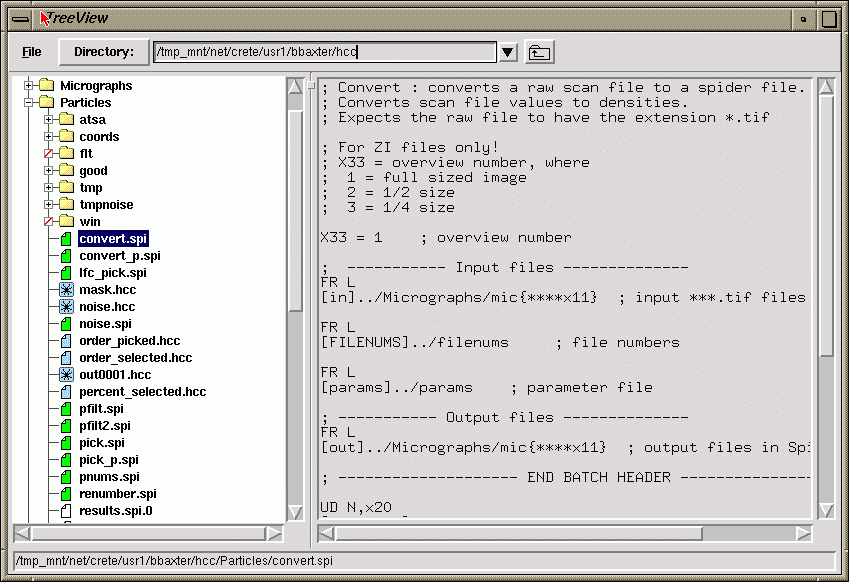 TreeView
File Directory: /tmp_mnt/net/crete/usr1/bbaxter/hcc
Micrographs
Particles
atsa
coords
flt
good
tmp
tmpnoise
win
convert.spi
convert_p.spi
lfc_pick.spi
mask.hcc
noise.hcc
noise.spi
order_picked.hcc
order_selected.hcc
out0001.hcc
percent_selected.hcc
pfilt.spi
pfilt2.spi
pick.spi
pick_p.spi
pnums.spi
renumber.spi
results.spi.0
; Convert : converts a raw scan file to a spider file.
; Converts scan file values to densities.
; Expects the raw file to have the extension *.tif
; For ZI files only!
; X33 = overview number, where
;  1 = full sized image
;  2 = 1/2 size
;  3 = 1/4 size
X33 = 1    ; overview number
;  ----------- Input files --------------
FR L
[in]../Micrographs/mic{****x11}  ; input ***.tif files
FR L
[FILENUMS]../filenums     ; file numbers
FR L
[params]../params    ; parameter file
; ----------- Output files --------------
FR L
[out]../Micrographs/mic{****x11}  ; output files in Spi
; -------------------- END BATCH HEADER ---------------
UD N,x20
/tmp_mnt/net/crete/usr1/bbaxter/hcc/Particles/convert.spi